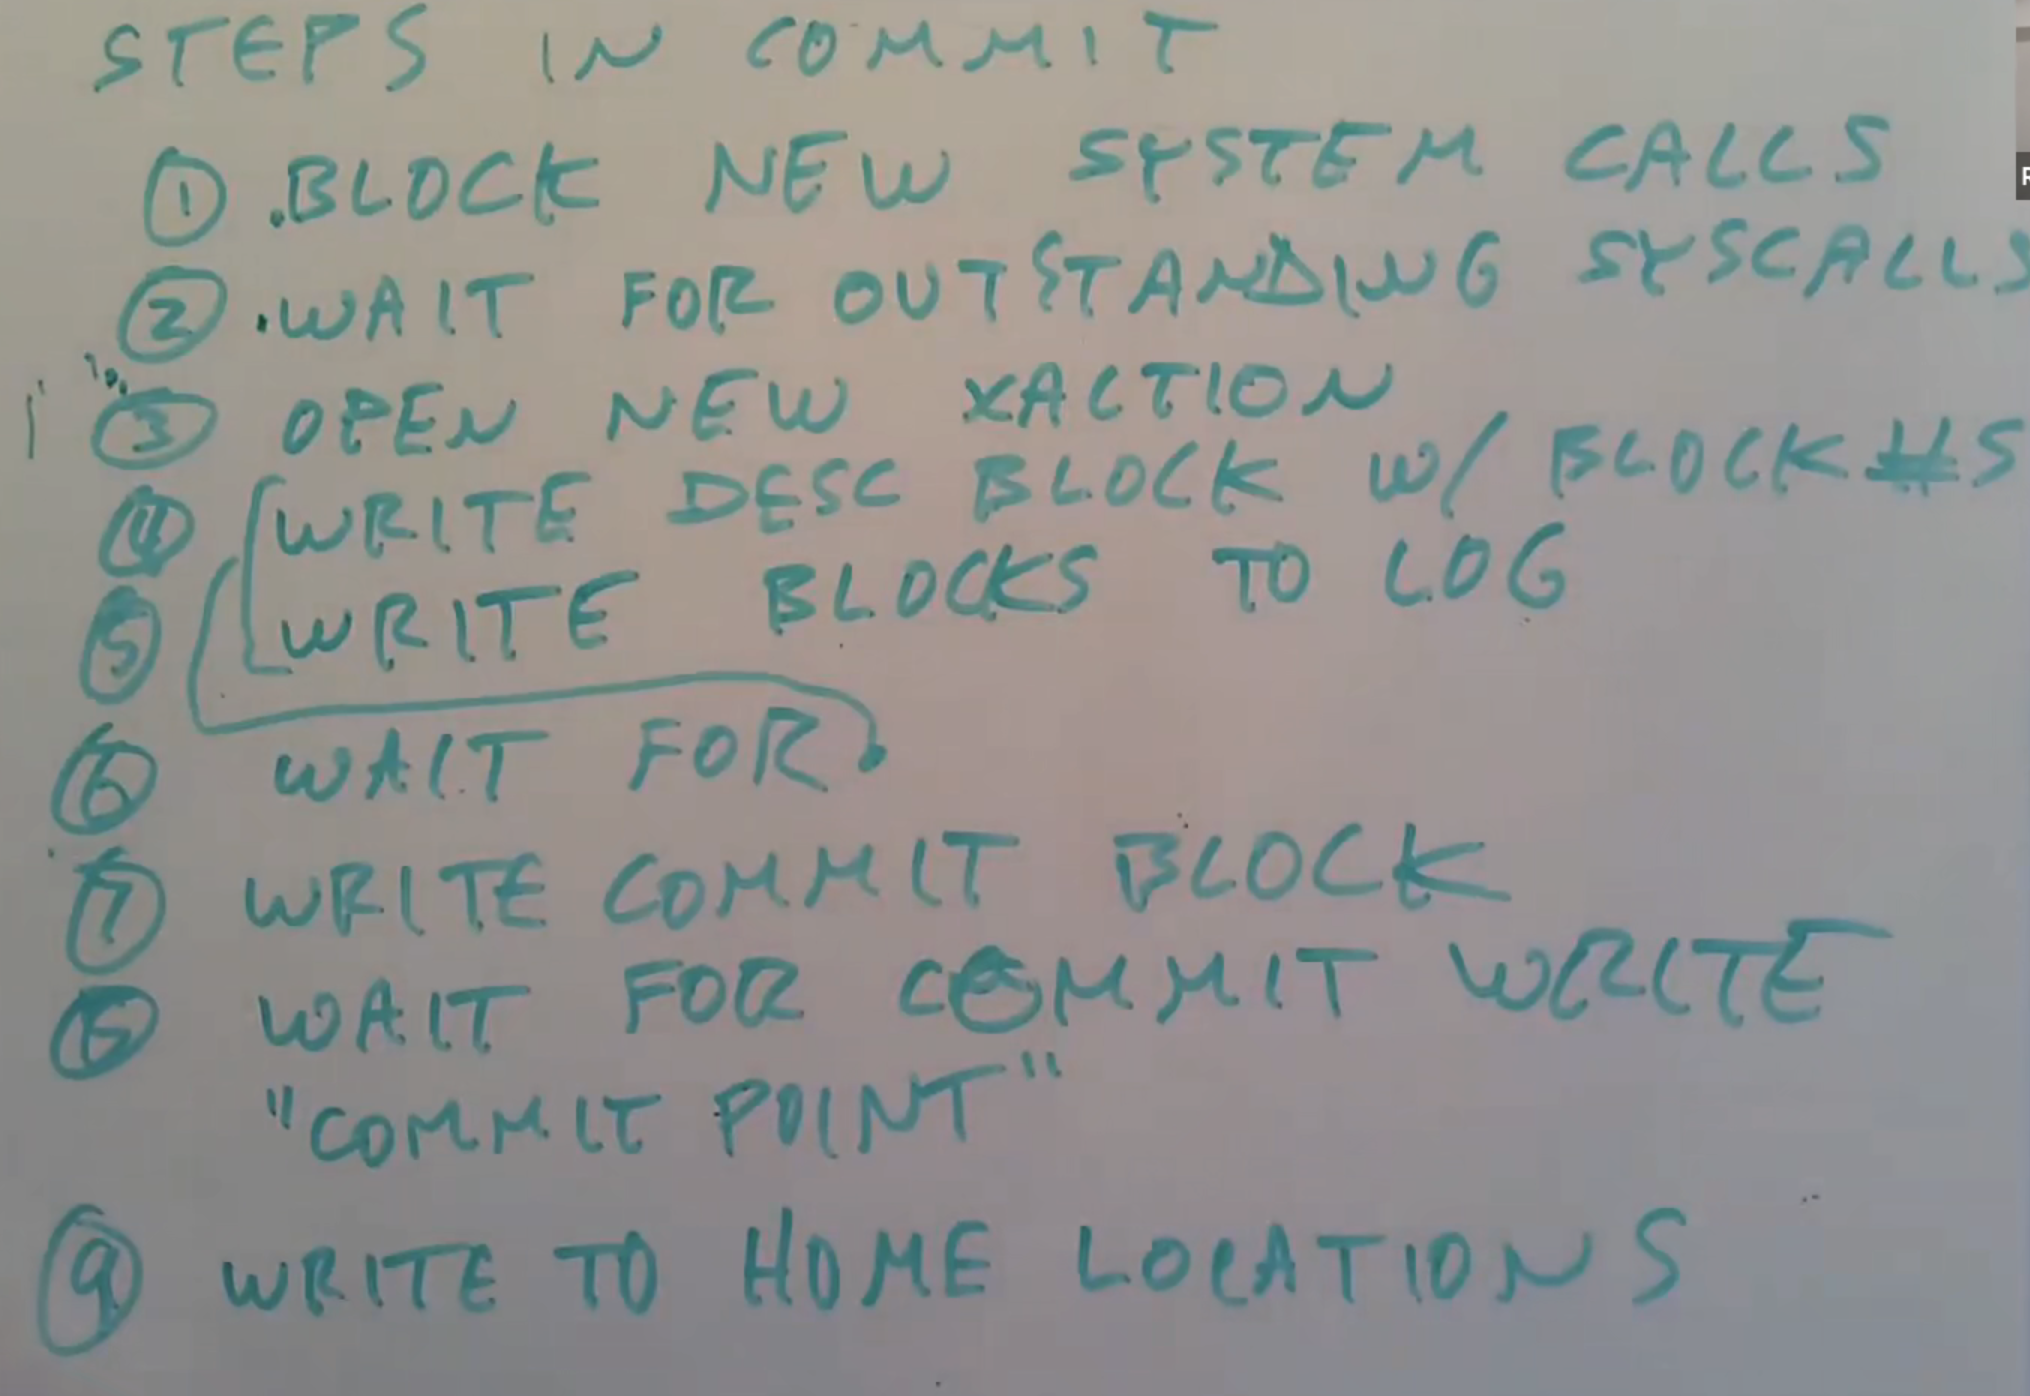 STEPS IN COMMIT
① .BLOCK NEW SYSTEM CALLS
② .WAIT FOR OUTSTANDING SYSCALLS
③ OPEN NEW XACTION
④ WRITE DESC BLOCK W/ BLOCK #S
⑤ WRITE BLOCKS TO LOG
⑥ WAIT FOR
⑦ WRITE COMMIT BLOCK
⑧ WAIT FOR COMMIT WRITE
"COMMIT POINT"
⑨ WRITE TO HOME LOCATIONS